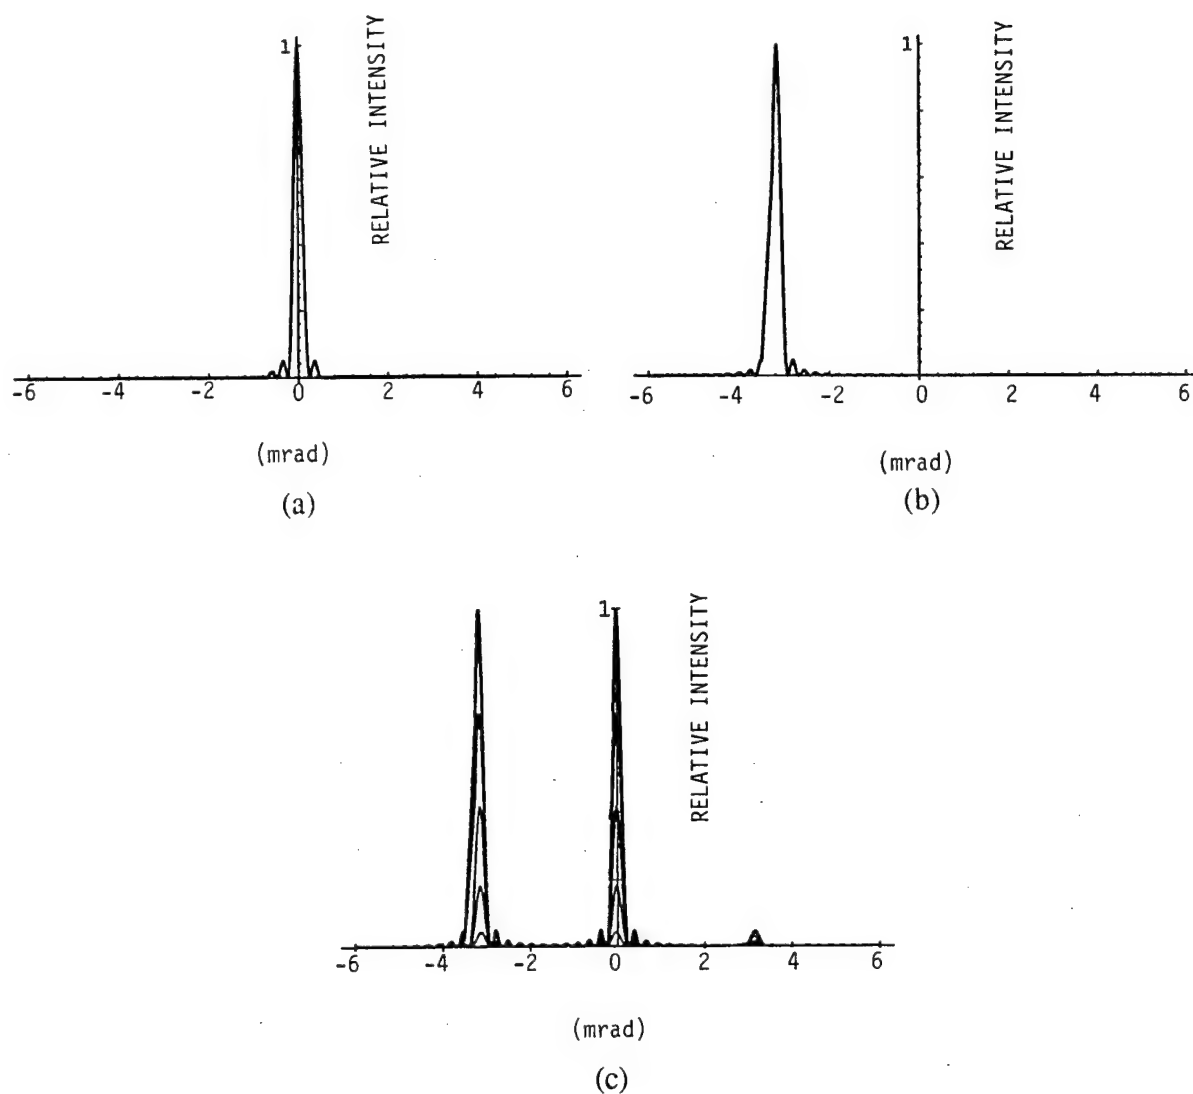 1
RELATIVE INTENSITY
-6 -4 -2 0 2 4 6
(mrad)
(a)
1
RELATIVE INTENSITY
-6 -4 -2 0 2 4 6
(mrad)
(b)
1
RELATIVE INTENSITY
-6 -4 -2 0 2 4 6
(mrad)
(c)